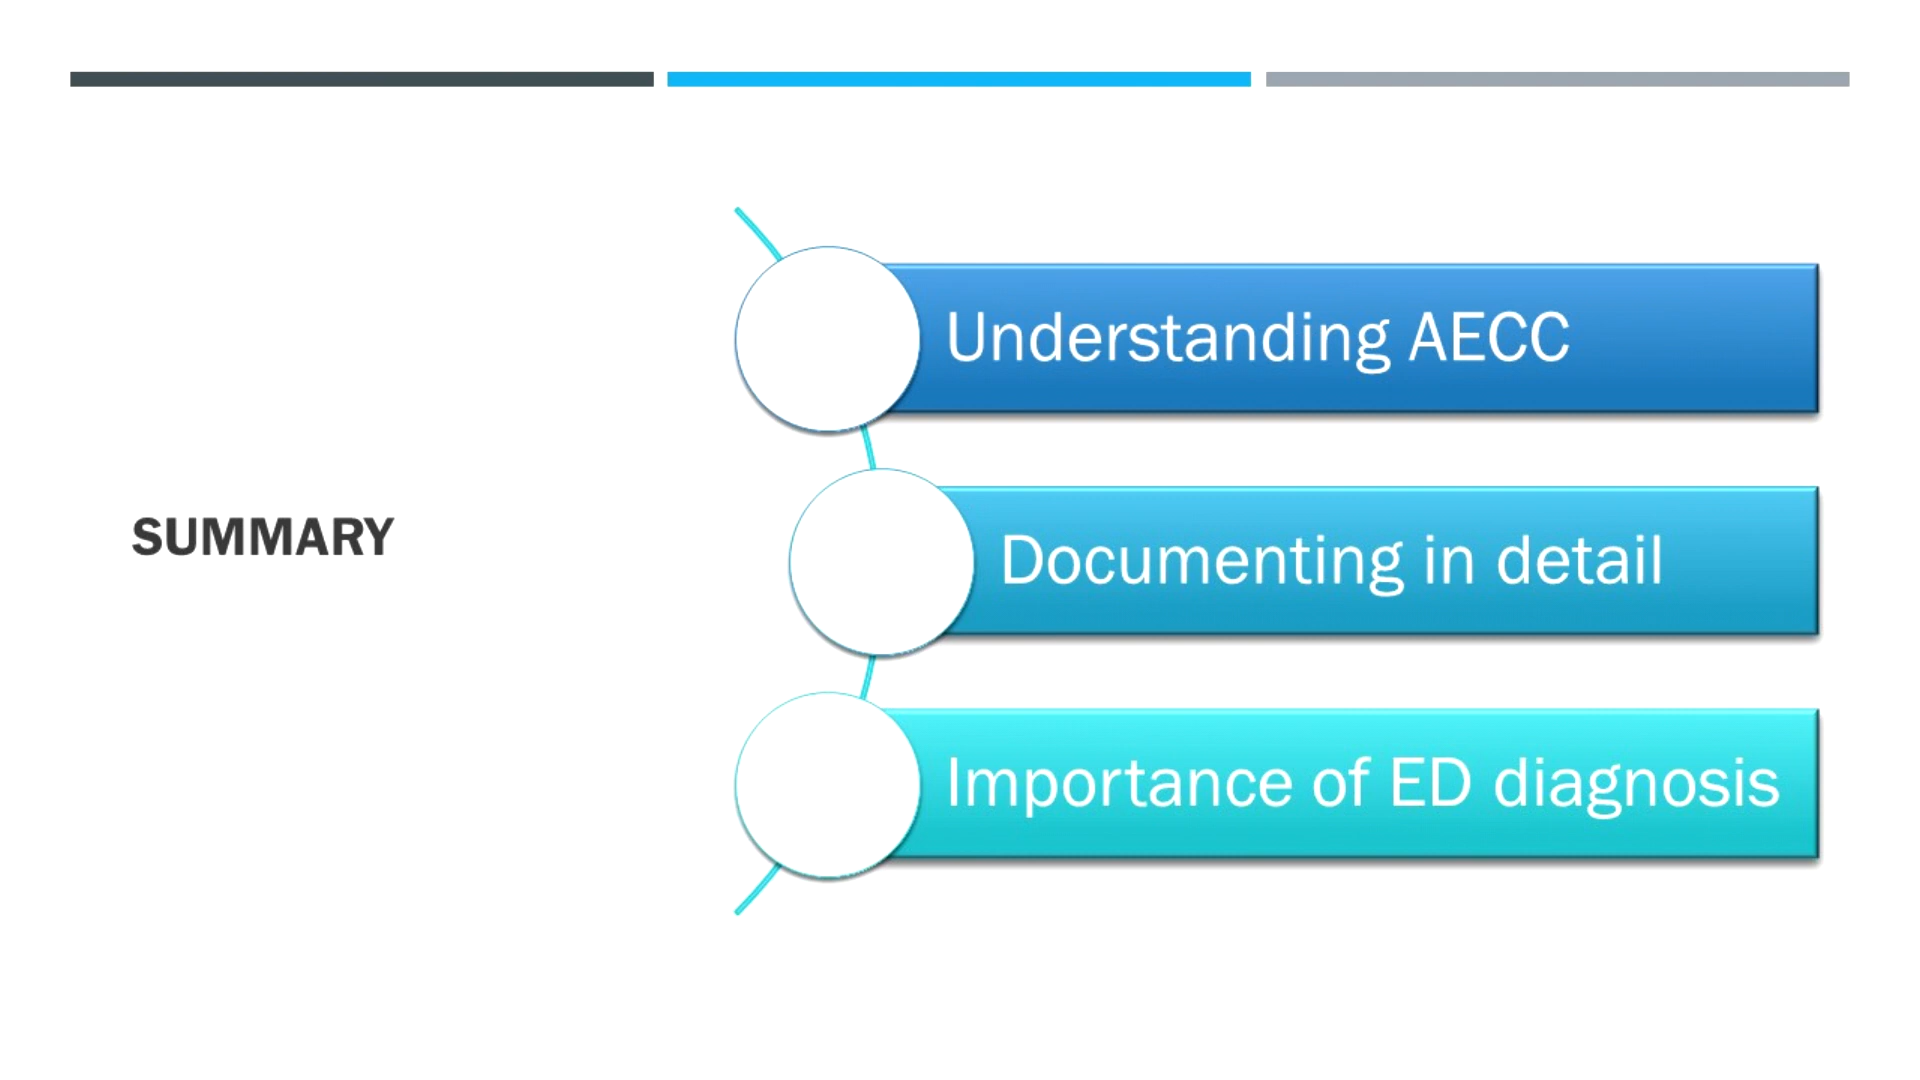 SUMMARY
Understanding AECC
Documenting in detail
Importance of ED diagnosis